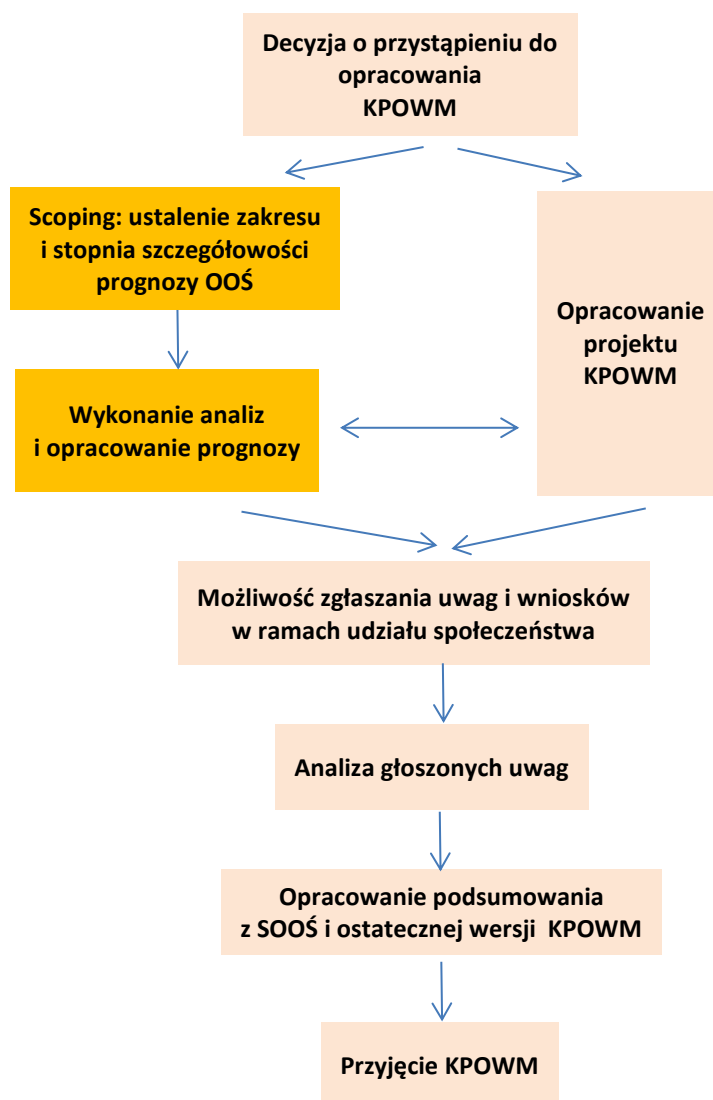 Decyzja o przystąpieniu do
opracowania
KPOWM
Scoping: ustalenie zakresu
i stopnia szczegółowości
prognozy OOŚ
Opracowanie
projektu
KPOWM
Wykonanie analiz
i opracowanie prognozy
Możliwość zgłaszania uwag i wniosków
w ramach udziału społeczeństwa
Analiza głoszonych uwag
Opracowanie podsumowania
z SOOŚ i ostatecznej wersji KPOWM
Przyjęcie KPOWM